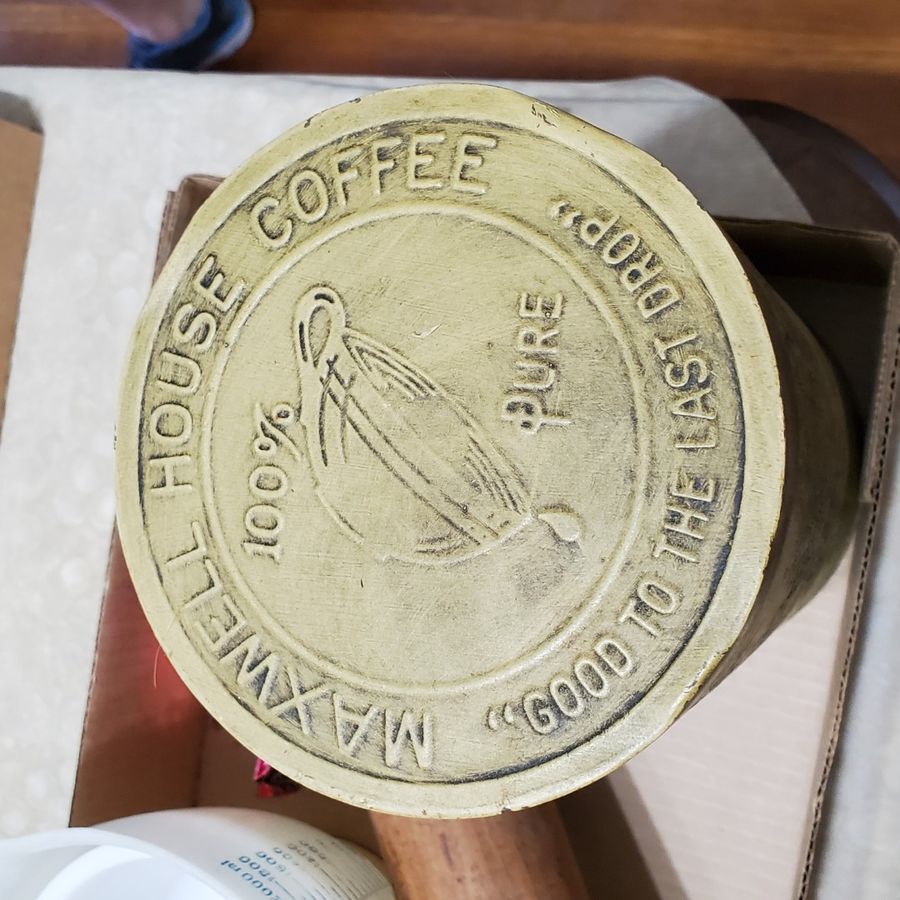 MAXWELL HOUSE COFFEE
100%
PURE
"GOOD TO THE LAST DROP"